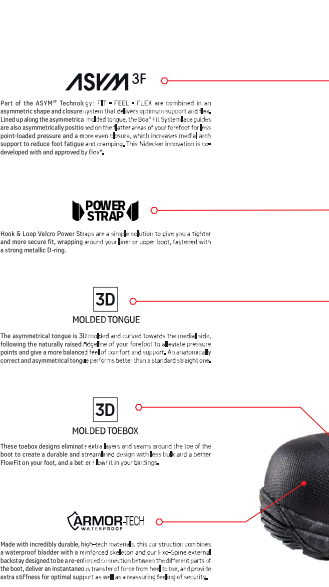 ASYM 3F
Part of the ASYM³ᶠ Technology: FIT • FEEL • FLEX are combined in an
asymmetric shape and closure system that delivers optimum support and flex.
Lined up along the asymmetrical molded tongue, the Boa® Fit System lace guides
are also asymmetrically positioned on the flatter areas of your forefoot for less
point-loaded pressure and a more even closure, which increases medial arch
support to reduce foot fatigue and cramping. This Nidecker innovation is co-
developed with and approved by Boa®.
POWER
STRAP
Hook & Loop Velcro Power Straps are a simple solution to give you a tighter
and more secure fit, wrapping around your liner or upper boot, fastened with
a strong metallic D-ring.
3D
MOLDED TONGUE
The asymmetrical tongue is 3D molded and curved towards the medial side,
following the naturally raised ridgeline of your forefoot to alleviate pressure
points and give a more balanced feel of comfort and support. An anatomically
correct and asymmetrical tongue performs better than a standard straight one.
3D
MOLDED TOEBOX
These toebox designs eliminate extra layers and seams around the toe of the
boot to create a durable and streamlined design with less bulk and a better
FlowFit on your foot, and a better FlowFit in your bindings.
ARMOR-TECH
WATERPROOF
Made with incredibly durable, high-tech materials, this construction combines
a waterproof bladder with a reinforced skeleton and our Exo-Spine external
backstay designed to be a re-enforced connection between the different parts of
the boot, deliver an instantaneous transfer of force from heel to toe, and provide
extra stiffness for optimal support as well as a reassuring feeling of security.